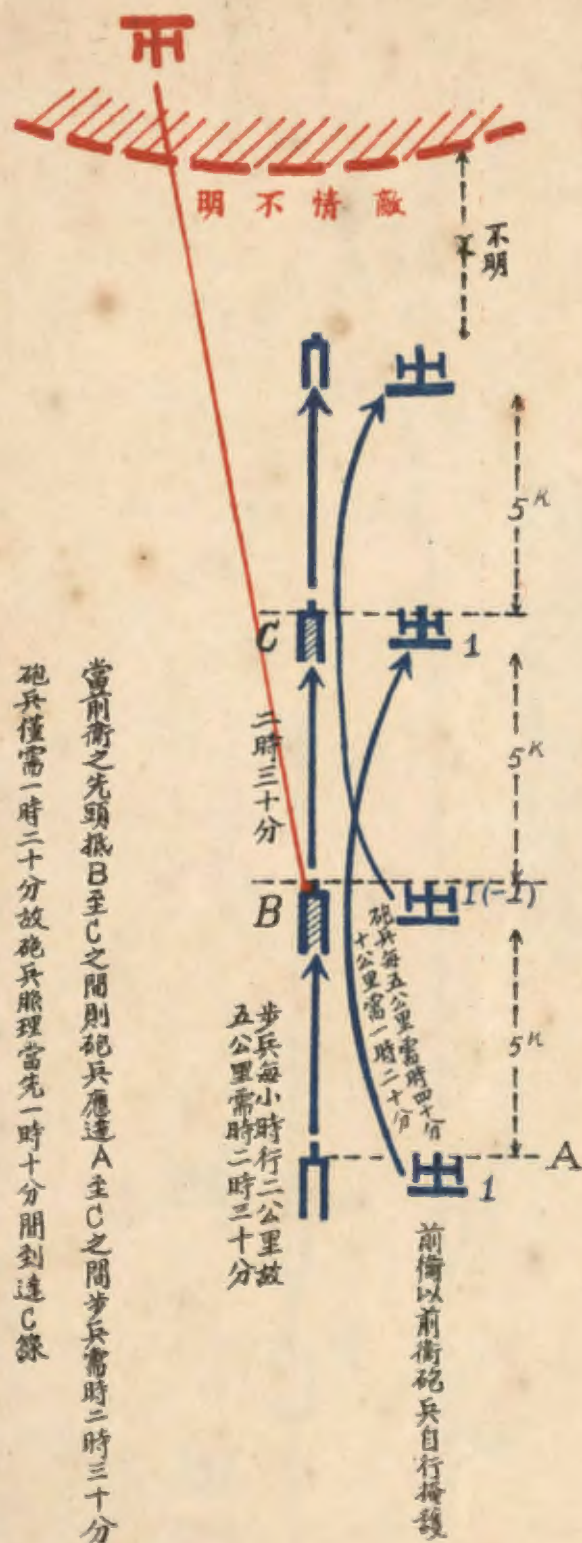 敵情不明
不明
5ᴷ
C
1
二時三十分
5ᴷ
B
I(-I)
砲兵每五公里需時四十分
十公里需一時二十分
5ᴷ
步兵每小時行二公里故
五公里需時二時三十分
A
1
前衛以前衛砲兵自行掩護
當前衛之先頭抵B至C之間則砲兵應達A至C之間步兵需時二時三十分
砲兵僅需一時二十分故砲兵照理當先一時十分間到達C線